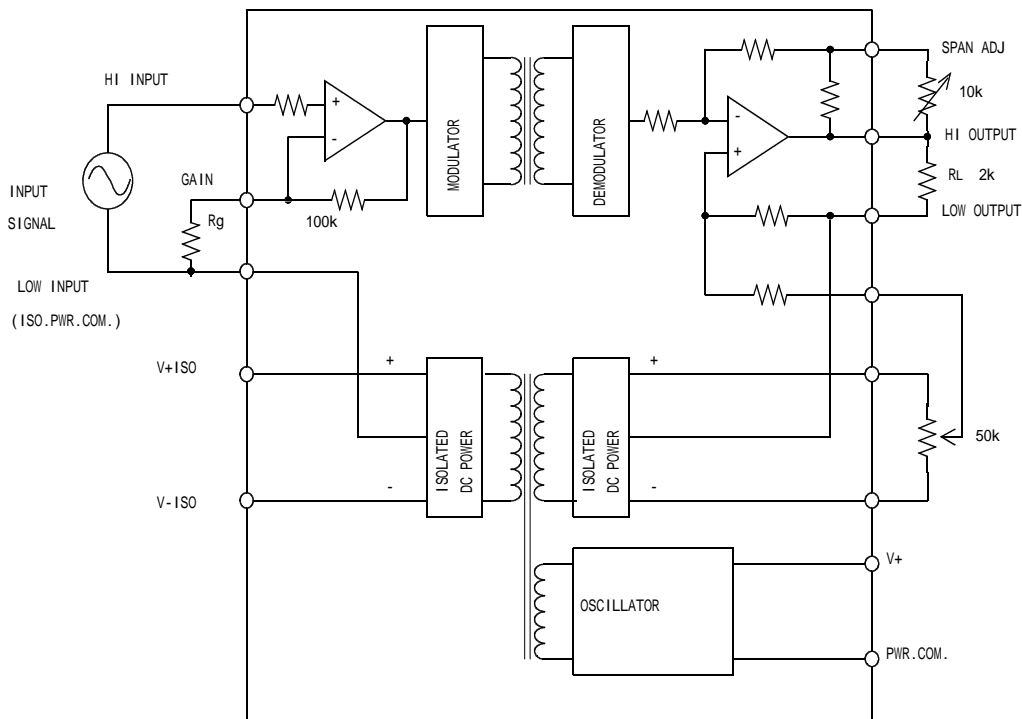 SPAN ADJ
HI INPUT
+
-
10k
HI OUTPUT
MODULATOR
DEMODULATOR
-
+
INPUT
SIGNAL
GAIN
Rg
100k
RL 2k
LOW OUTPUT
LOW INPUT
(ISO.PWR.COM.)
V+ISO
+
+
ISOLATED
DC POWER
ISOLATED
DC POWER
50k
V-ISO
-
-
V+
OSCILLATOR
PWR.COM.